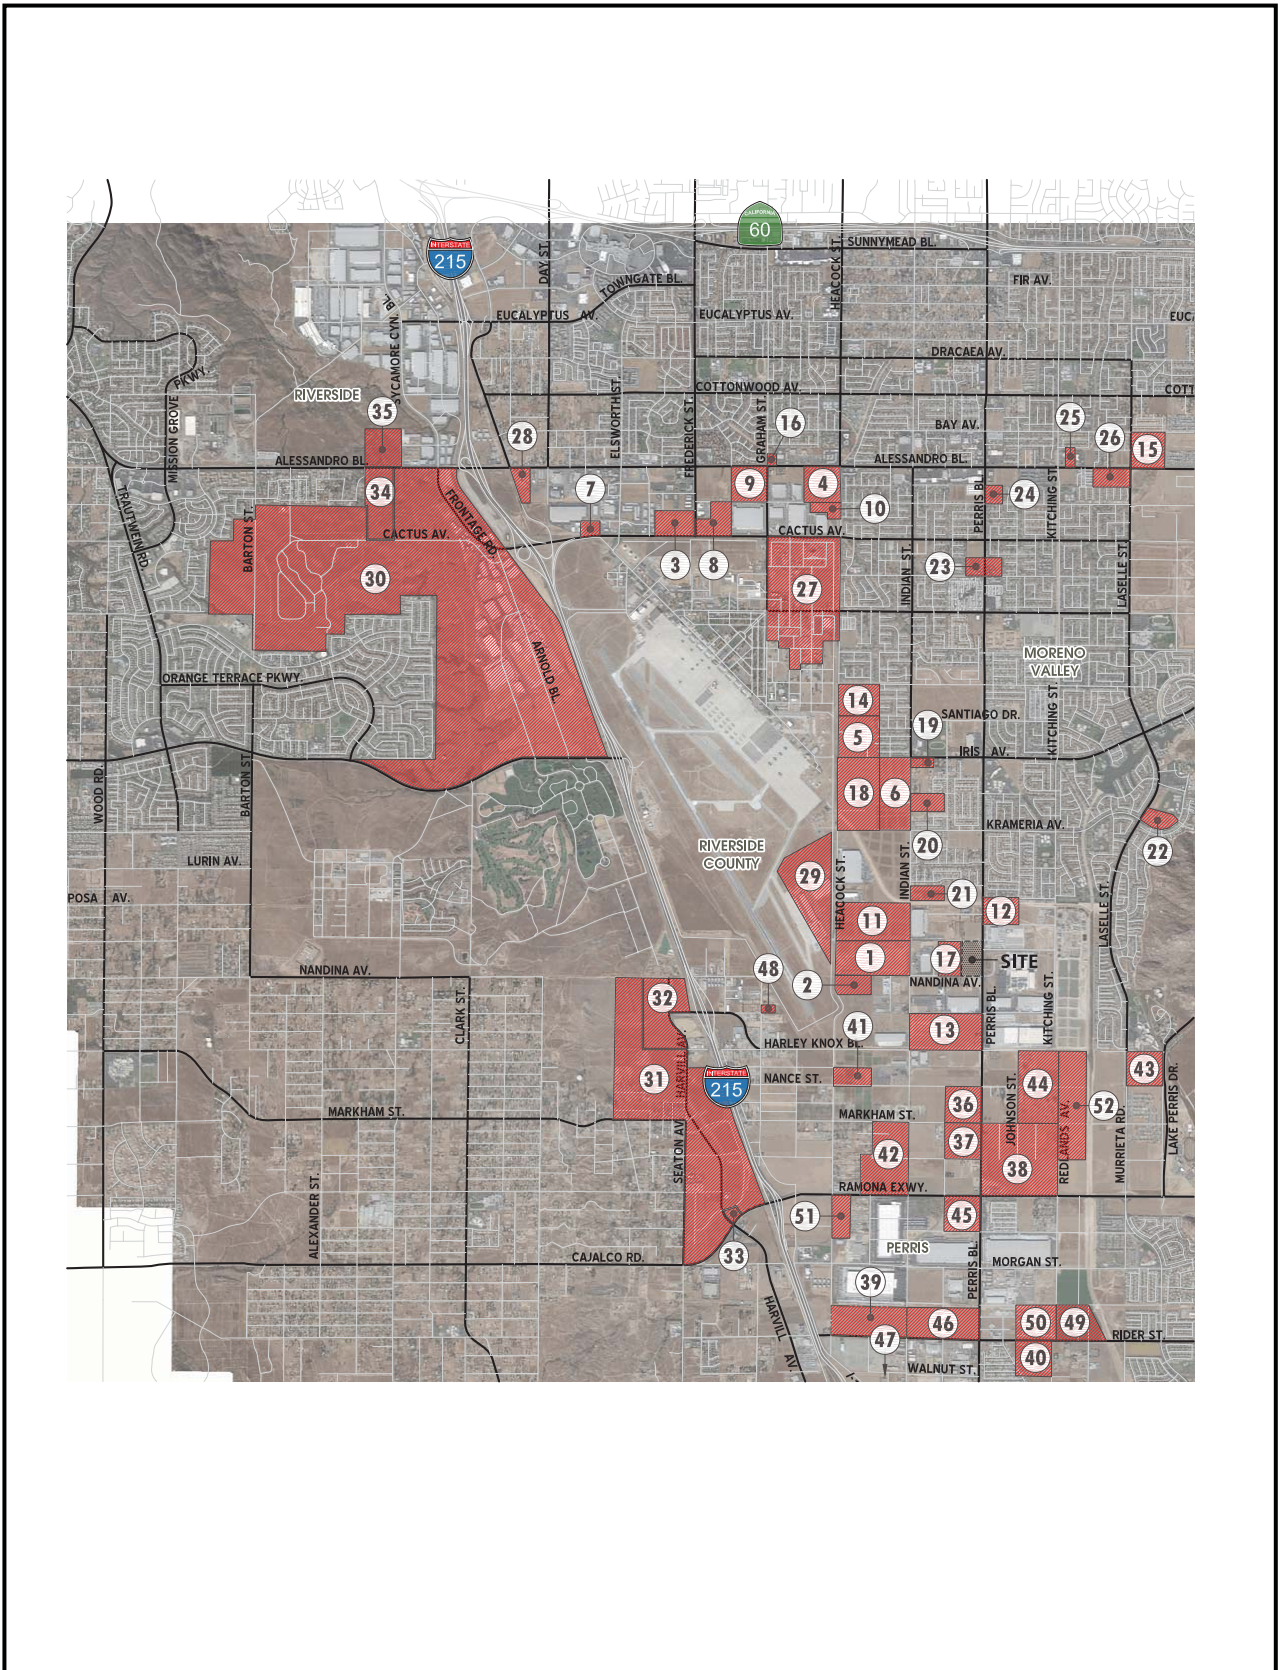 CALIFORNIA
60
SUNNYMEAD BL.
INTERSTATE
215
DAY ST.
HEACOCK ST.
TOWNGATE BL.
FIR AV.
SYCAMORE CYN. BL.
EUCALYPTUS AV.
EUCALYPTUS AV.
EUC
DRACAEA AV.
PKWY.
MISSION GROVE
RIVERSIDE
ELSWORTH ST.
COTTONWOOD AV.
COTT
FREDERICK ST.
GRAHAM ST.
35
28
16
BAY AV.
25
26
15
ALESSANDRO BL.
ALESSANDRO BL.
TRAUTWEIN RD.
34
FRONTAGE RD.
7
9
4
PERRIS BL.
24
KITCHING ST.
10
BARTON ST.
CACTUS AV.
CACTUS AV.
3
8
INDIAN ST.
23
LASELLE ST.
30
27
ARNOLD BL.
MORENO
VALLEY
ORANGE TERRACE PKWY.
14
SANTIAGO DR.
KITCHING ST.
19
5
IRIS AV.
WOOD RD.
BARTON ST.
18
6
KRAMERIA AV.
20
22
RIVERSIDE
COUNTY
LURIN AV.
29
HEACOCK ST.
INDIAN ST.
21
POSA AV.
12
LASELLE ST.
11
1
17
SITE
NANDINA AV.
48
2
NANDINA AV.
32
CLARK ST.
PERRIS BL.
KITCHING ST.
41
13
HARLEY KNOX BL.
HARVILL AV.
31
INTERSTATE
215
NANCE ST.
43
JOHNSON ST.
44
LAKE PERRIS DR.
36
52
MARKHAM ST.
MARKHAM ST.
REDLANDS AV.
MURRIETA RD.
SEATON AV.
42
37
38
ALEXANDER ST.
RAMONA EXWY.
51
45
33
PERRIS
CAJALCO RD.
PERRIS BL.
MORGAN ST.
39
HARVILL AV.
46
50
49
47
RIDER ST.
40
WALNUT ST.